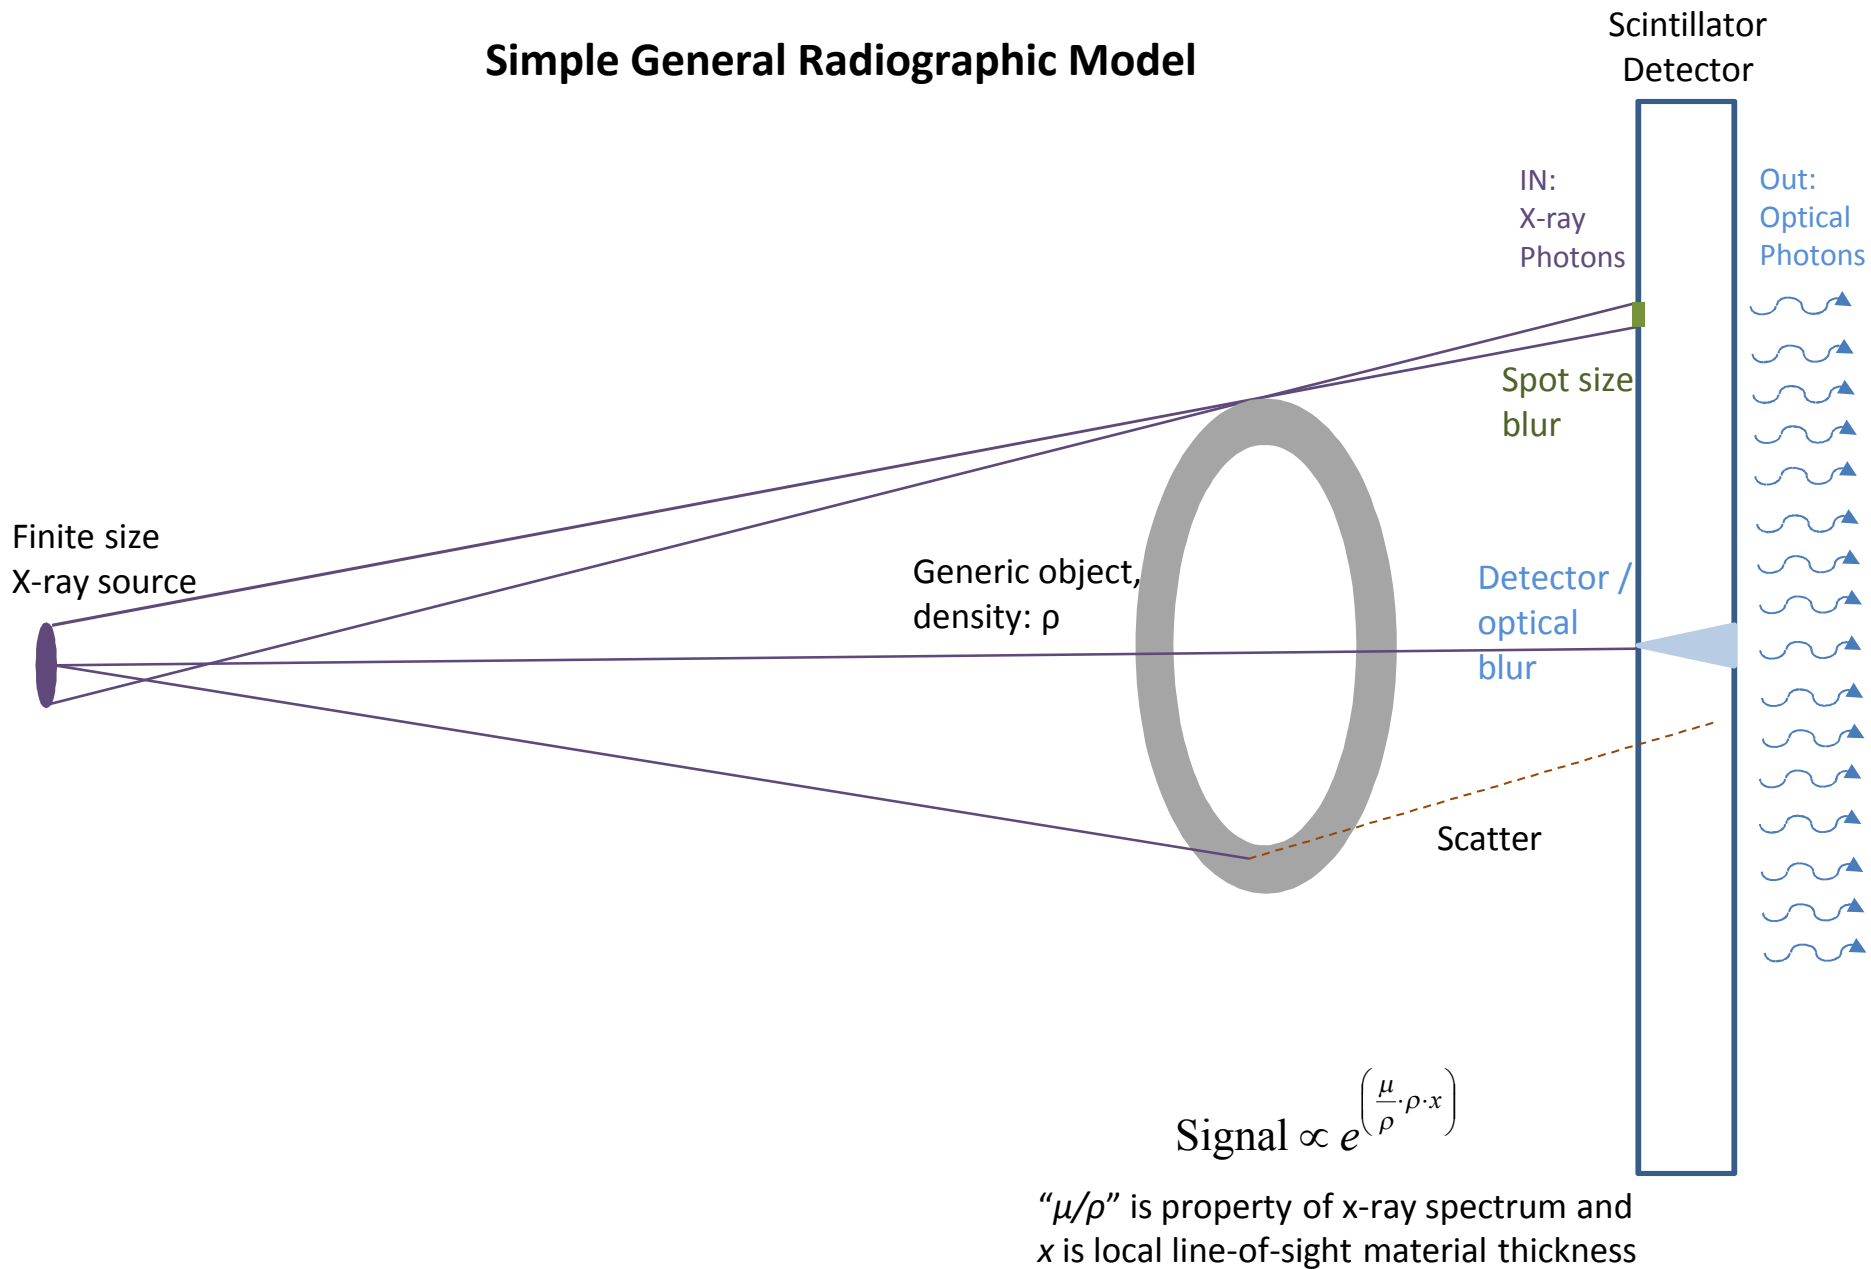 Simple General Radiographic Model
Scintillator
Detector
IN:
X-ray
Photons
Out:
Optical
Photons
Spot size
blur
Finite size
X-ray source
Generic object,
density: ρ
Detector /
optical
blur
Scatter
Signal ∝ e^(μ/ρ·ρ·x)
“μ/ρ” is property of x-ray spectrum and
x is local line-of-sight material thickness